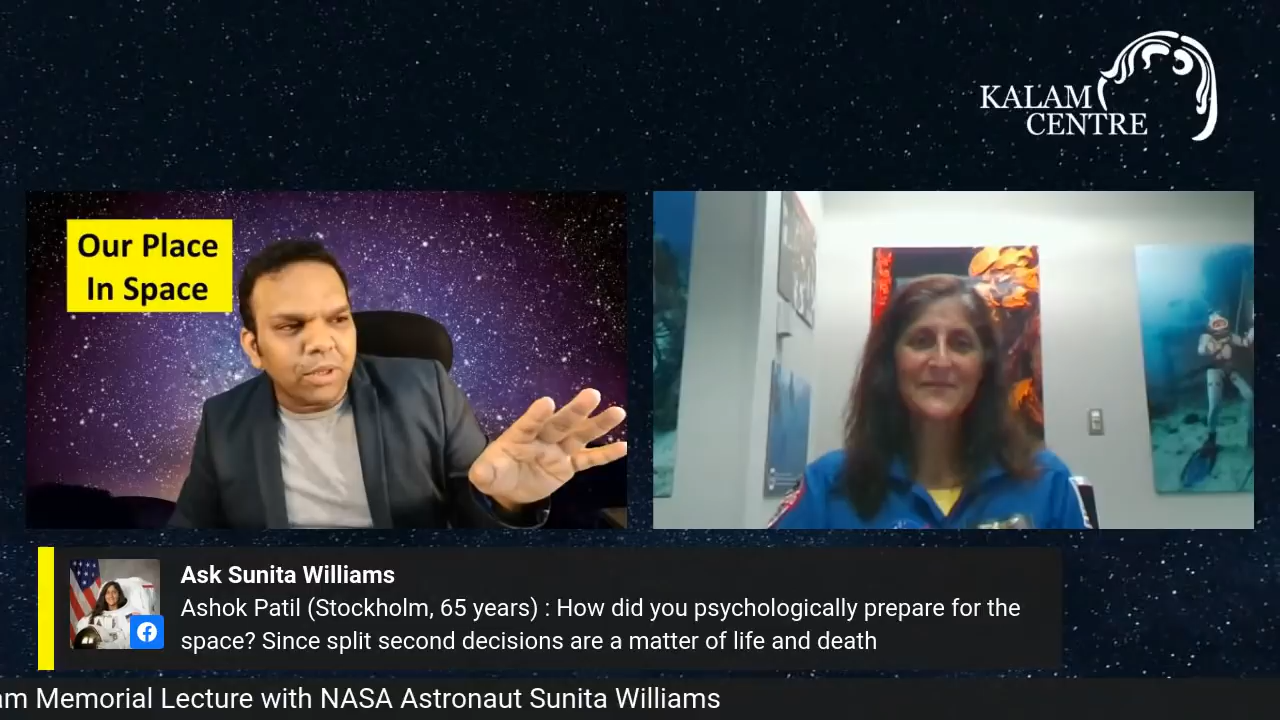 KALAM
CENTRE
Our Place
In Space
Ask Sunita Williams
Ashok Patil (Stockholm, 65 years) : How did you psychologically prepare for the
space? Since split second decisions are a matter of life and death
am Memorial Lecture with NASA Astronaut Sunita Williams